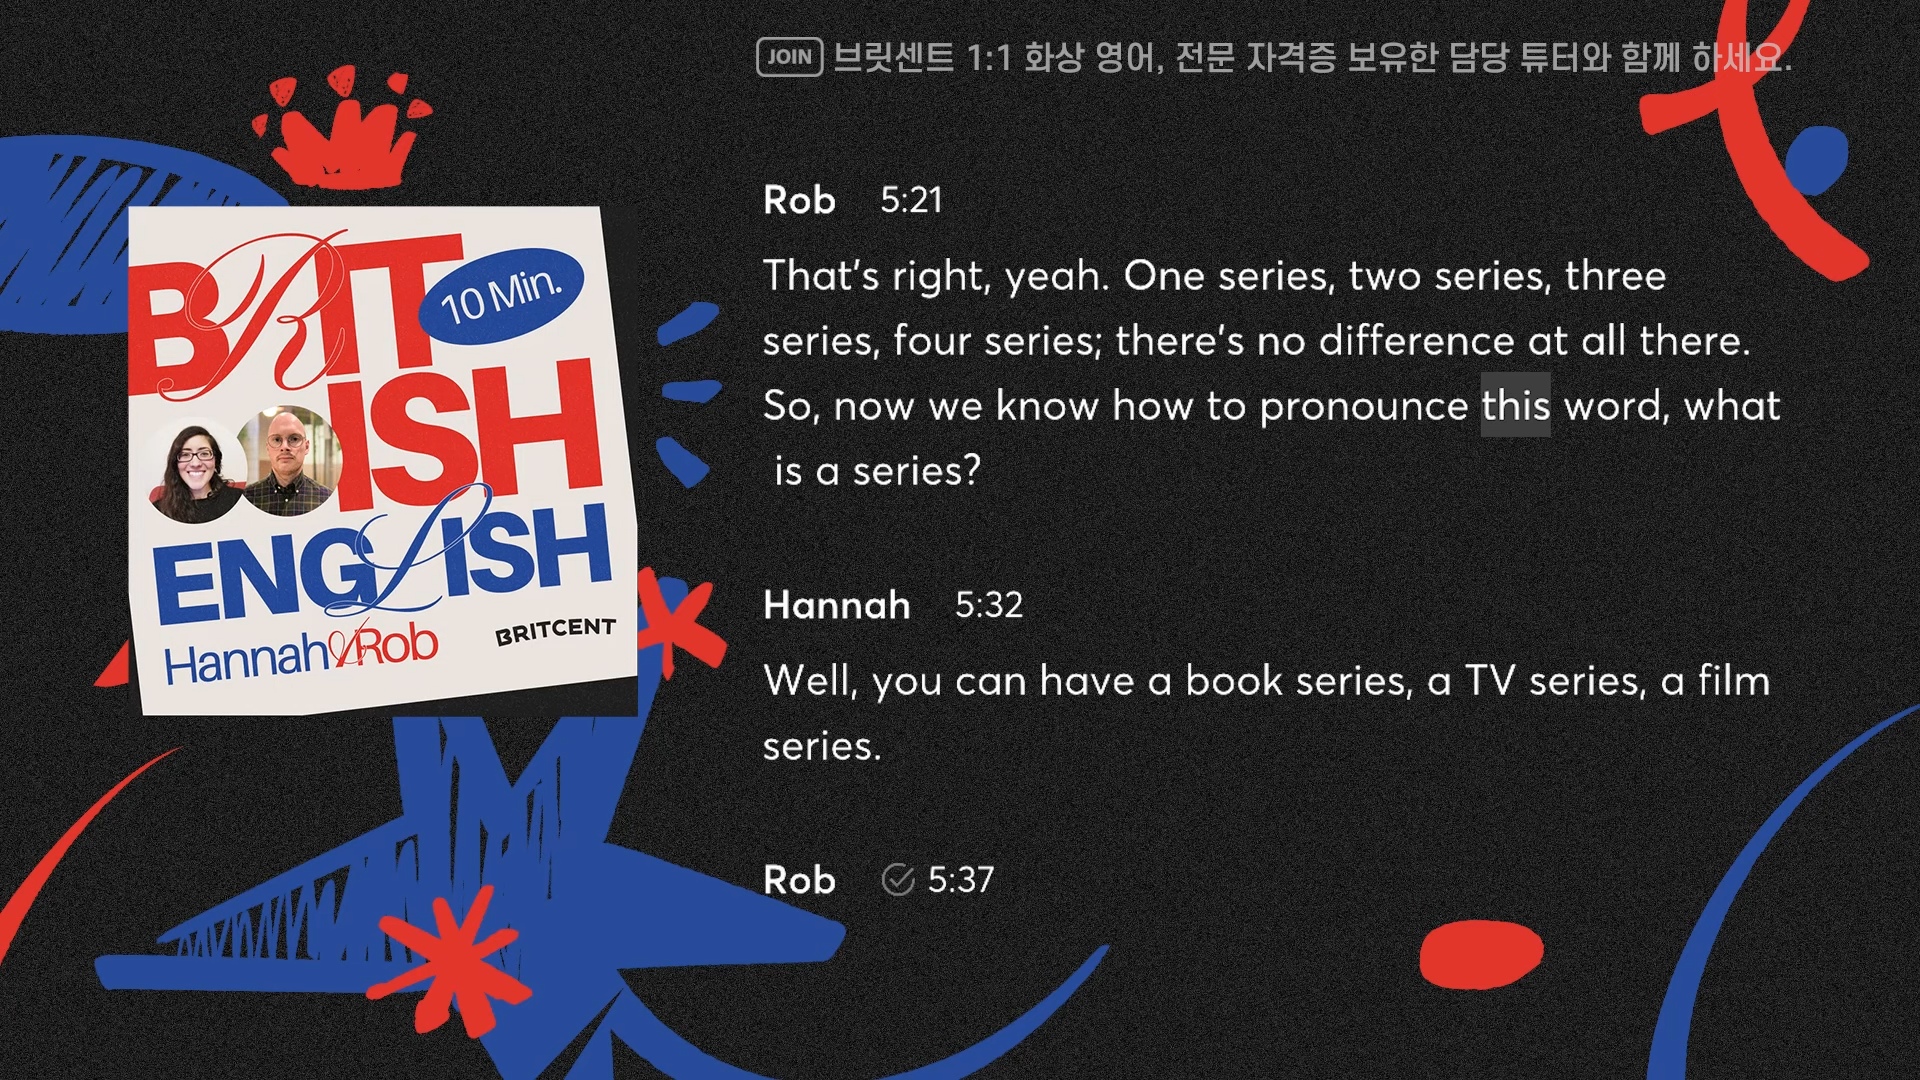 JOIN 브릿센트 1:1 화상 영어, 전문 자격증 보유한 담당 튜터와 함께 하세요.
BRIT
10 Min.
ISH
ENGLISH
Hannah & Rob
BRITCENT
Rob 5:21
That's right, yeah. One series, two series, three
series, four series; there's no difference at all there.
So, now we know how to pronounce this word, what
is a series?
Hannah 5:32
Well, you can have a book series, a TV series, a film
series.
Rob 5:37